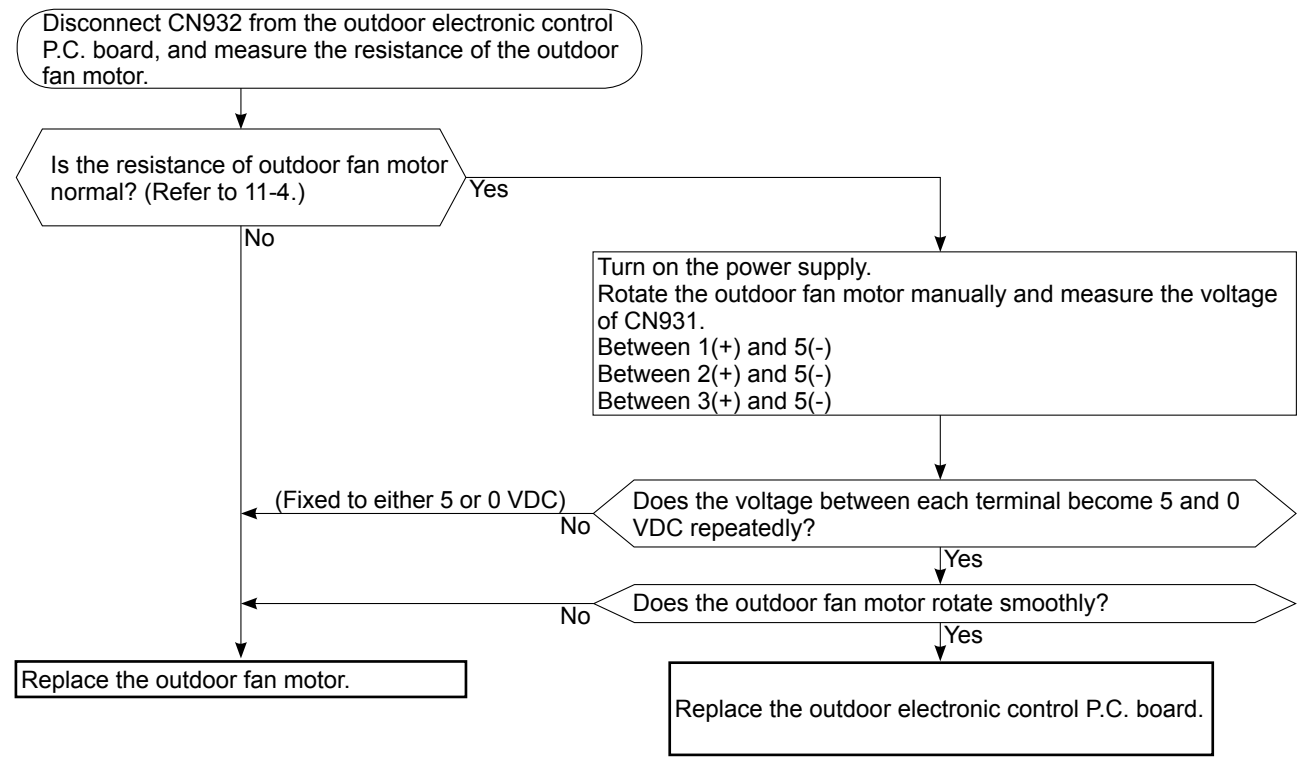 Disconnect CN932 from the outdoor electronic control
P.C. board, and measure the resistance of the outdoor
fan motor.
Is the resistance of outdoor fan motor
normal? (Refer to 11-4.)
Yes
No
Turn on the power supply.
Rotate the outdoor fan motor manually and measure the voltage
of CN931.
Between 1(+) and 5(-)
Between 2(+) and 5(-)
Between 3(+) and 5(-)
(Fixed to either 5 or 0 VDC)
No
Does the voltage between each terminal become 5 and 0
VDC repeatedly?
Yes
No
Does the outdoor fan motor rotate smoothly?
Yes
Replace the outdoor fan motor.
Replace the outdoor electronic control P.C. board.